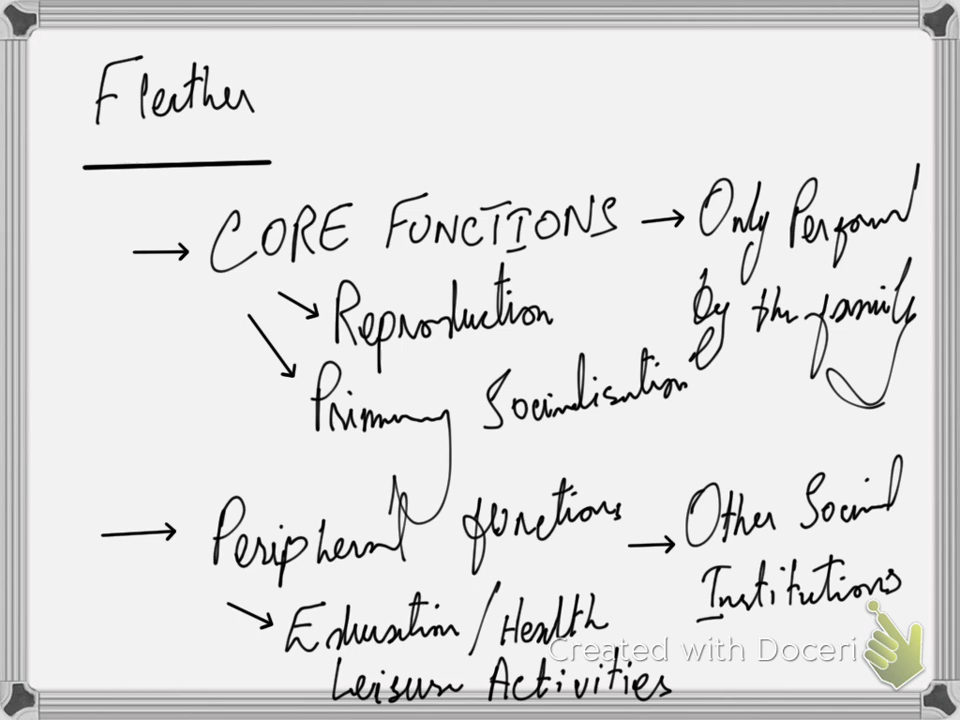 Fletcher
→ CORE FUNCTIONS → Only Performed
by the family
↘ Reproduction
↘ Primary Socialisation
→ Peripheral functions → Other Social
Institutions
↘ Education / Health
Leisure Activities
Created with Doceri